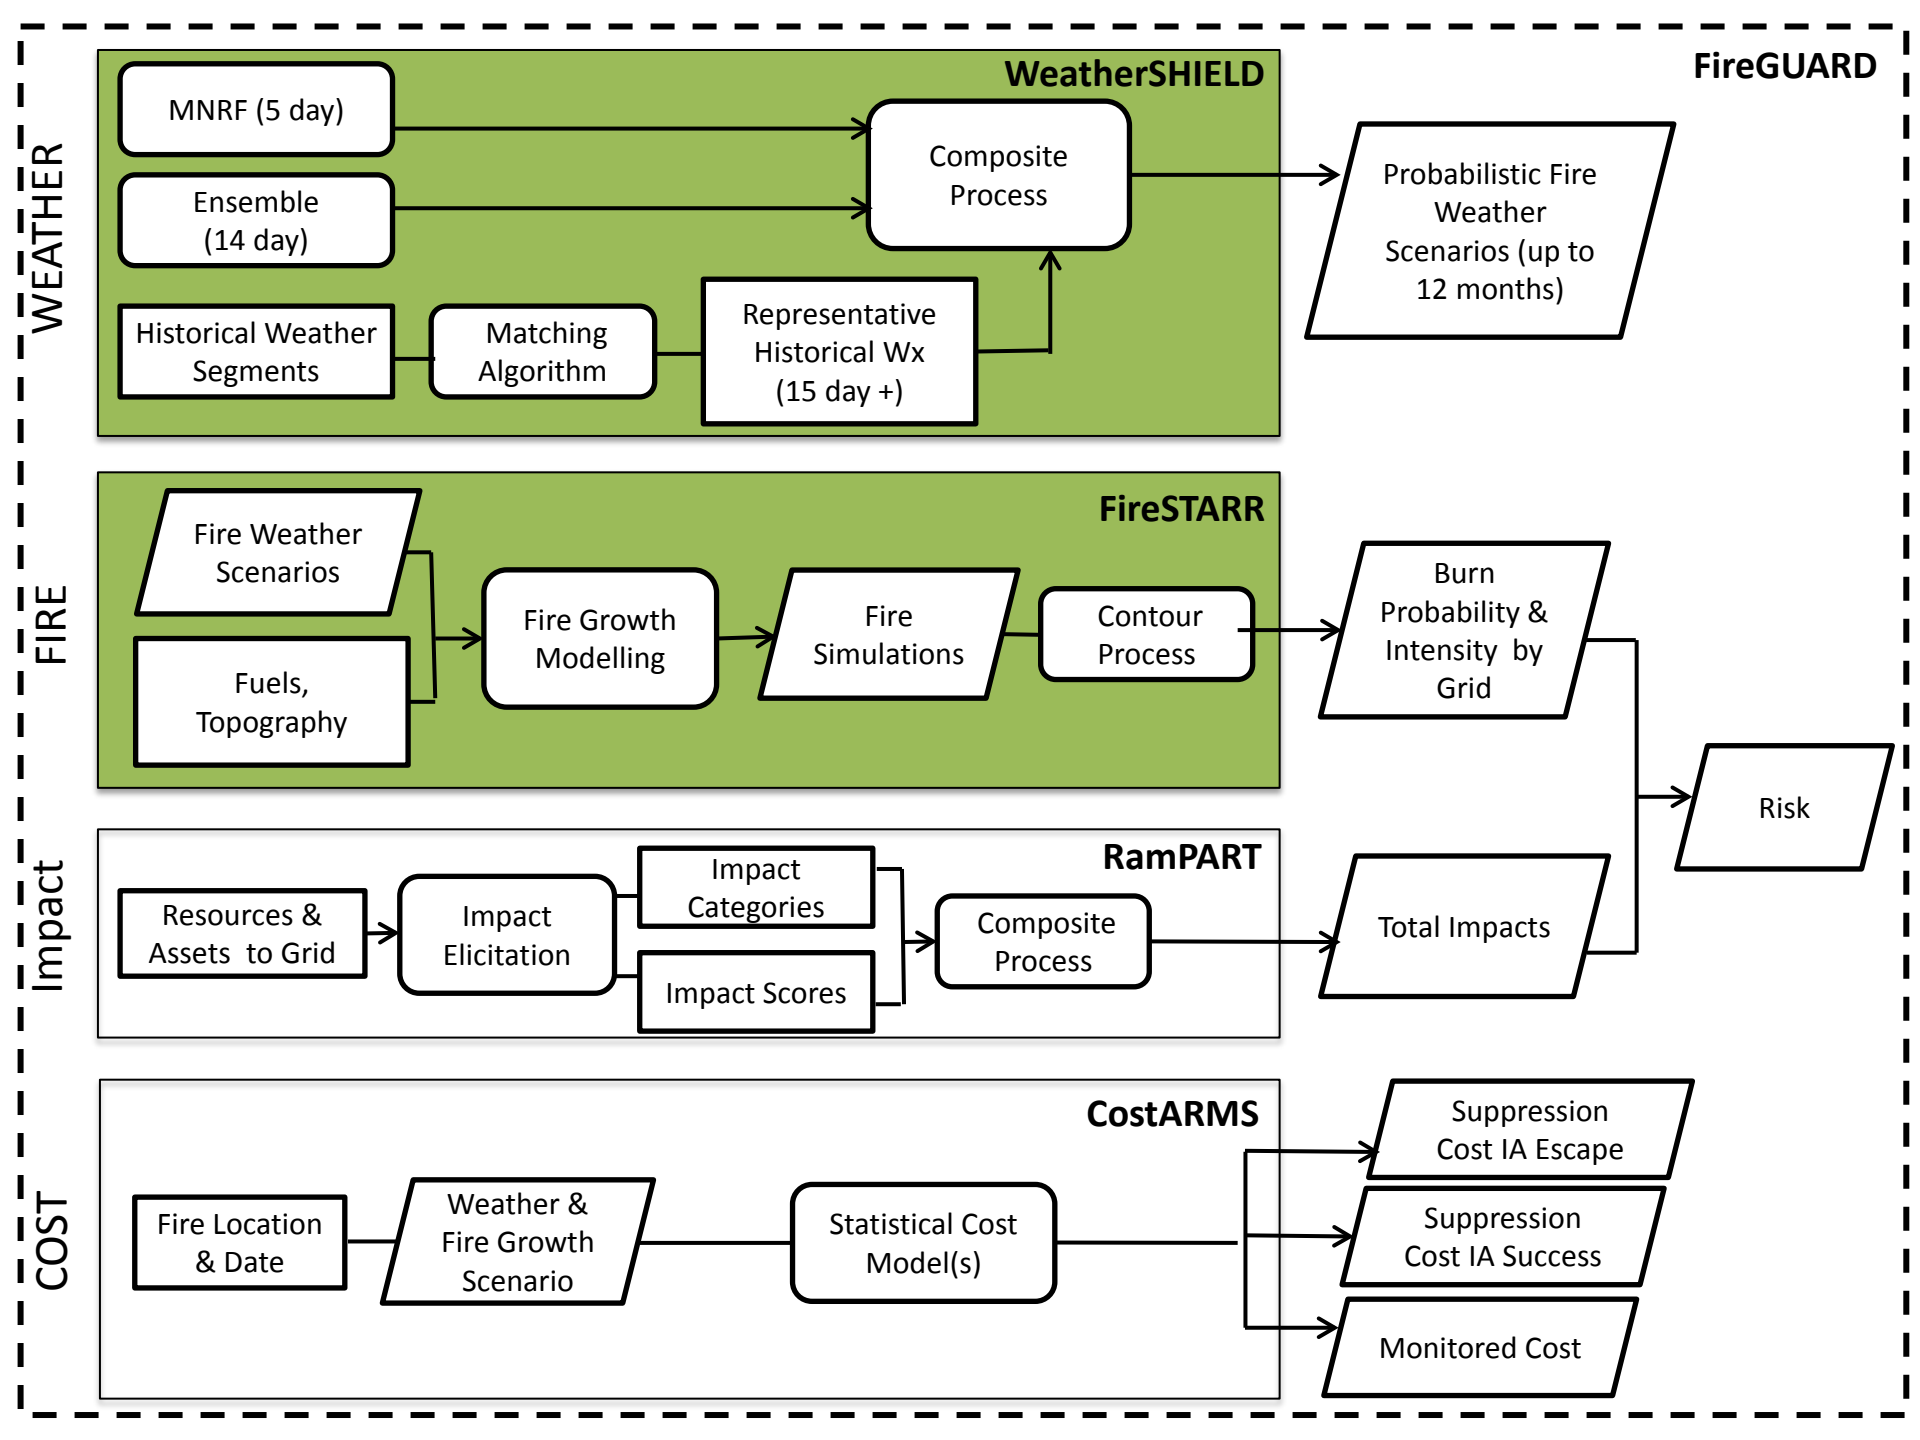 FireGUARD
WEATHER
WeatherSHIELD
MNRF (5 day)
Ensemble
(14 day)
Historical Weather
Segments
Matching
Algorithm
Representative
Historical Wx
(15 day +)
Composite
Process
Probabilistic Fire
Weather
Scenarios (up to
12 months)
FIRE
FireSTARR
Fire Weather
Scenarios
Fuels,
Topography
Fire Growth
Modelling
Fire
Simulations
Contour
Process
Burn
Probability &
Intensity by
Grid
Risk
Impact
RamPART
Resources &
Assets to Grid
Impact
Elicitation
Impact
Categories
Impact Scores
Composite
Process
Total Impacts
COST
CostARMS
Fire Location
& Date
Weather &
Fire Growth
Scenario
Statistical Cost
Model(s)
Suppression
Cost IA Escape
Suppression
Cost IA Success
Monitored Cost